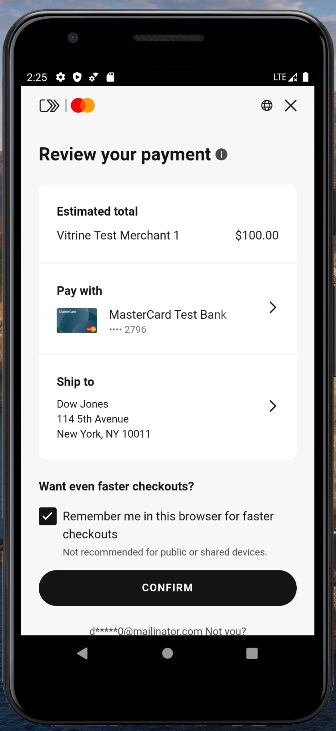 2:25
LTE
Review your payment
Estimated total
Vitrine Test Merchant 1 $100.00
Pay with
MasterCard Test Bank
•••• 2796
Ship to
Dow Jones
114 5th Avenue
New York, NY 10011
Want even faster checkouts?
Remember me in this browser for faster
checkouts
Not recommended for public or shared devices.
CONFIRM
d*****0@mailinator.com Not you?